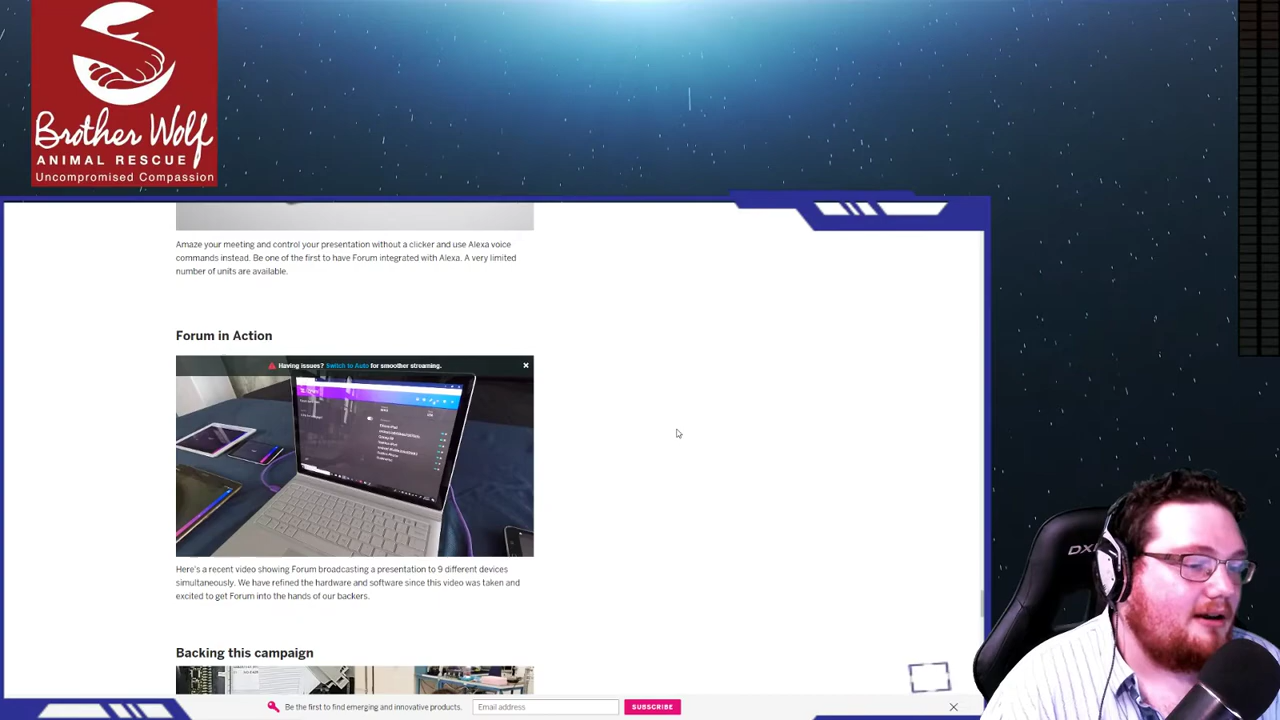 Brother Wolf
ANIMAL RESCUE
Uncompromised Compassion
Amaze your meeting and control your presentation without a clicker and use Alexa voice
commands instead. Be one of the first to have Forum integrated with Alexa. A very limited
number of units are available.
Forum in Action
Having issues? Switch to Auto for smoother streaming.
Here's a recent video showing Forum broadcasting a presentation to 9 different devices
simultaneously. We have refined the hardware and software since this video was taken and
excited to get Forum into the hands of our backers.
Backing this campaign
Be the first to find emerging and innovative products.
Email address
SUBSCRIBE